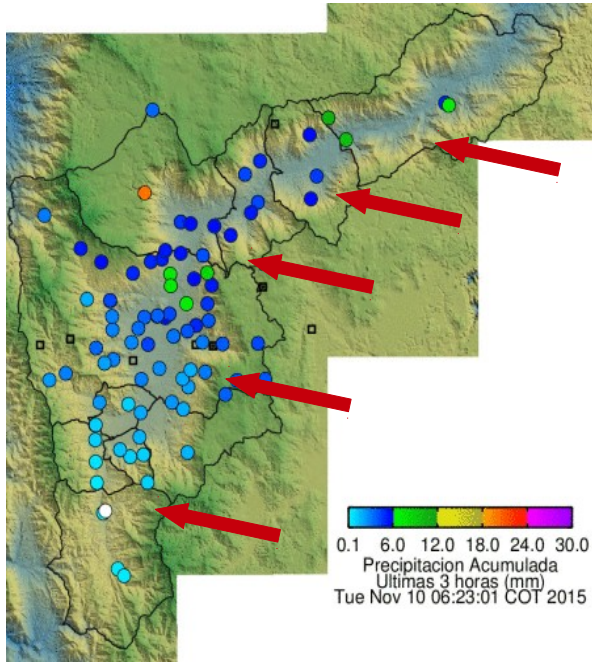 0.1 6.0 12.0 18.0 24.0 30.0
Precipitacion Acumulada
Ultimas 3 horas (mm)
Tue Nov 10 06:23:01 COT 2015